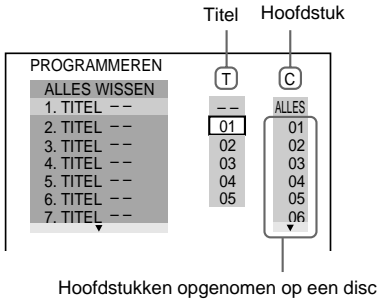 Titel Hoofdstuk
PROGRAMMEREN
T C
ALLES WISSEN
1. TITEL – – – – ALLES
2. TITEL – – 01 01
3. TITEL – – 02 02
4. TITEL – – 03 03
5. TITEL – – 04 04
6. TITEL – – 05 05
7. TITEL – – 06
Hoofdstukken opgenomen op een disc